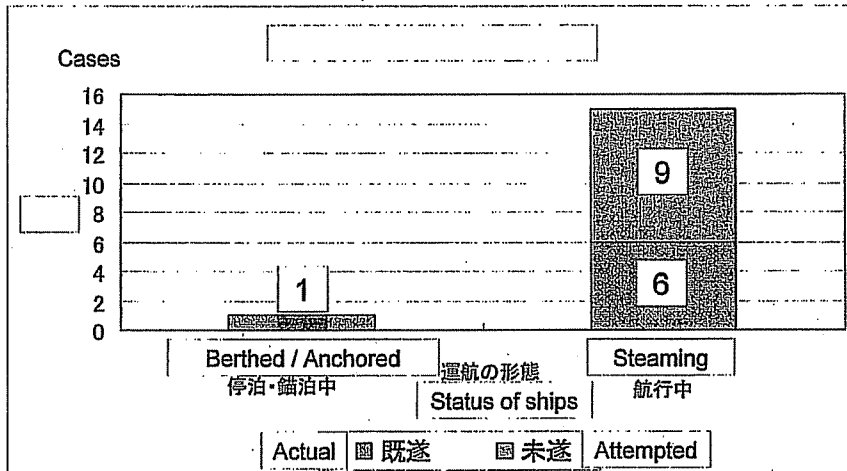 Cases
16
14
12
10
8
6
4
2
0
1
9
6
Berthed / Anchored
停泊・錨泊中
運航の形態
Status of ships
Steaming
航行中
Actual 既遂 未遂 Attempted